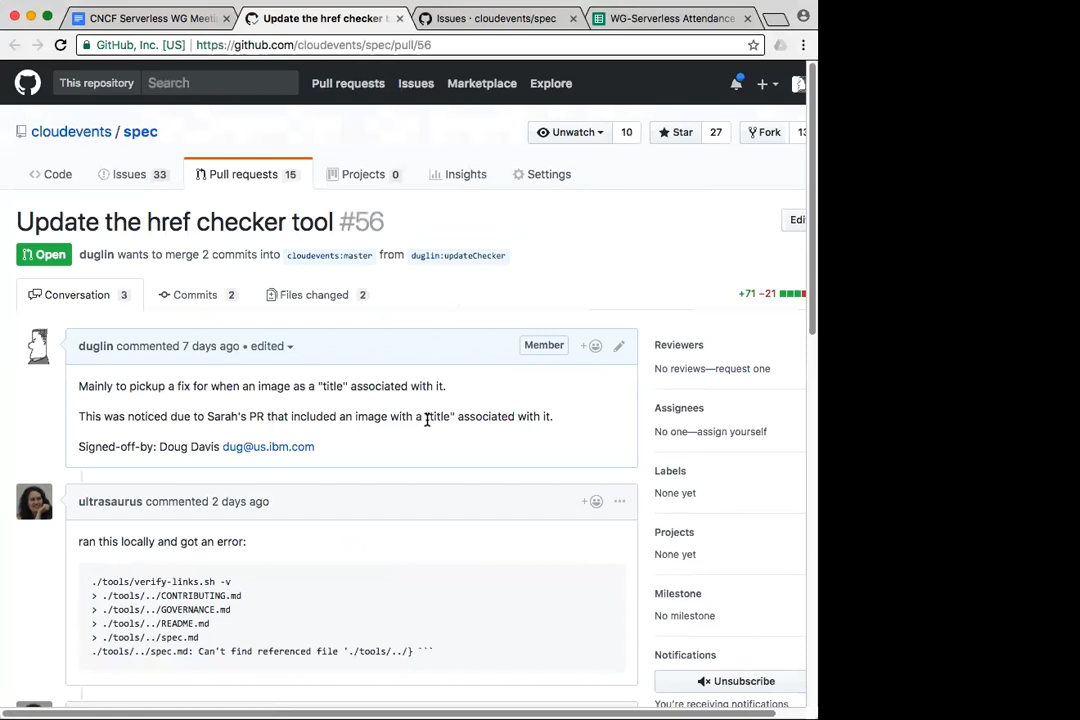 CNCF Serverless WG Meeti
Update the href checker t
Issues · cloudevents/spec
WG-Serverless Attendance
GitHub, Inc. [US] https://github.com/cloudevents/spec/pull/56
This repository Search Pull requests Issues Marketplace Explore
cloudevents / spec
Unwatch 10 Star 27 Fork 13
Code Issues 33 Pull requests 15 Projects 0 Insights Settings
Update the href checker tool #56
Edi
Open duglin wants to merge 2 commits into cloudevents:master from duglin:updateChecker
Conversation 3 Commits 2 Files changed 2 +71 −21
duglin commented 7 days ago • edited Member
Mainly to pickup a fix for when an image as a "title" associated with it.
This was noticed due to Sarah's PR that included an image with a "title" associated with it.
Signed-off-by: Doug Davis dug@us.ibm.com
ultrasaurus commented 2 days ago
ran this locally and got an error:
./tools/verify-links.sh -v
> ./tools/../CONTRIBUTING.md
> ./tools/../GOVERNANCE.md
> ./tools/../README.md
> ./tools/../spec.md
./tools/../spec.md: Can't find referenced file './tools/../} ```
Reviewers
No reviews—request one
Assignees
No one—assign yourself
Labels
None yet
Projects
None yet
Milestone
No milestone
Notifications
Unsubscribe
You're receiving notifications